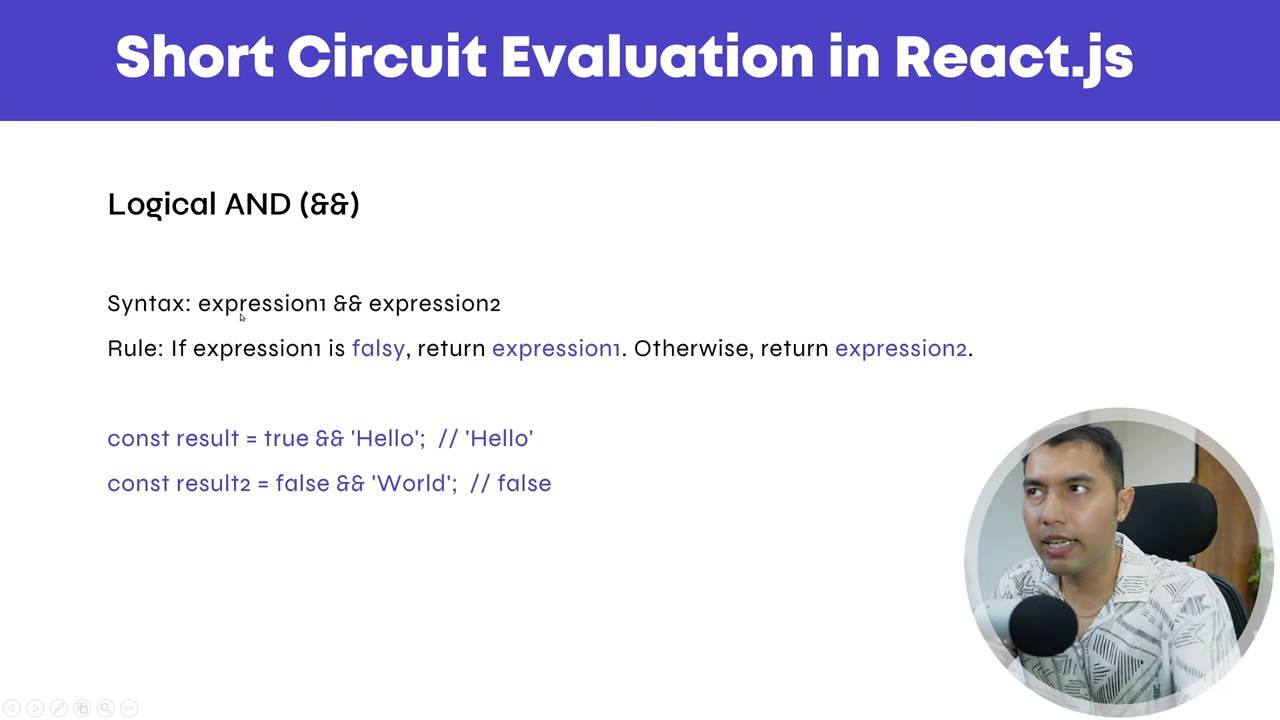 Short Circuit Evaluation in React.js
Logical AND (&&)
Syntax: expression1 && expression2
Rule: If expression1 is falsy, return expression1. Otherwise, return expression2.
const result = true && 'Hello';  // 'Hello'
const result2 = false && 'World';  // false